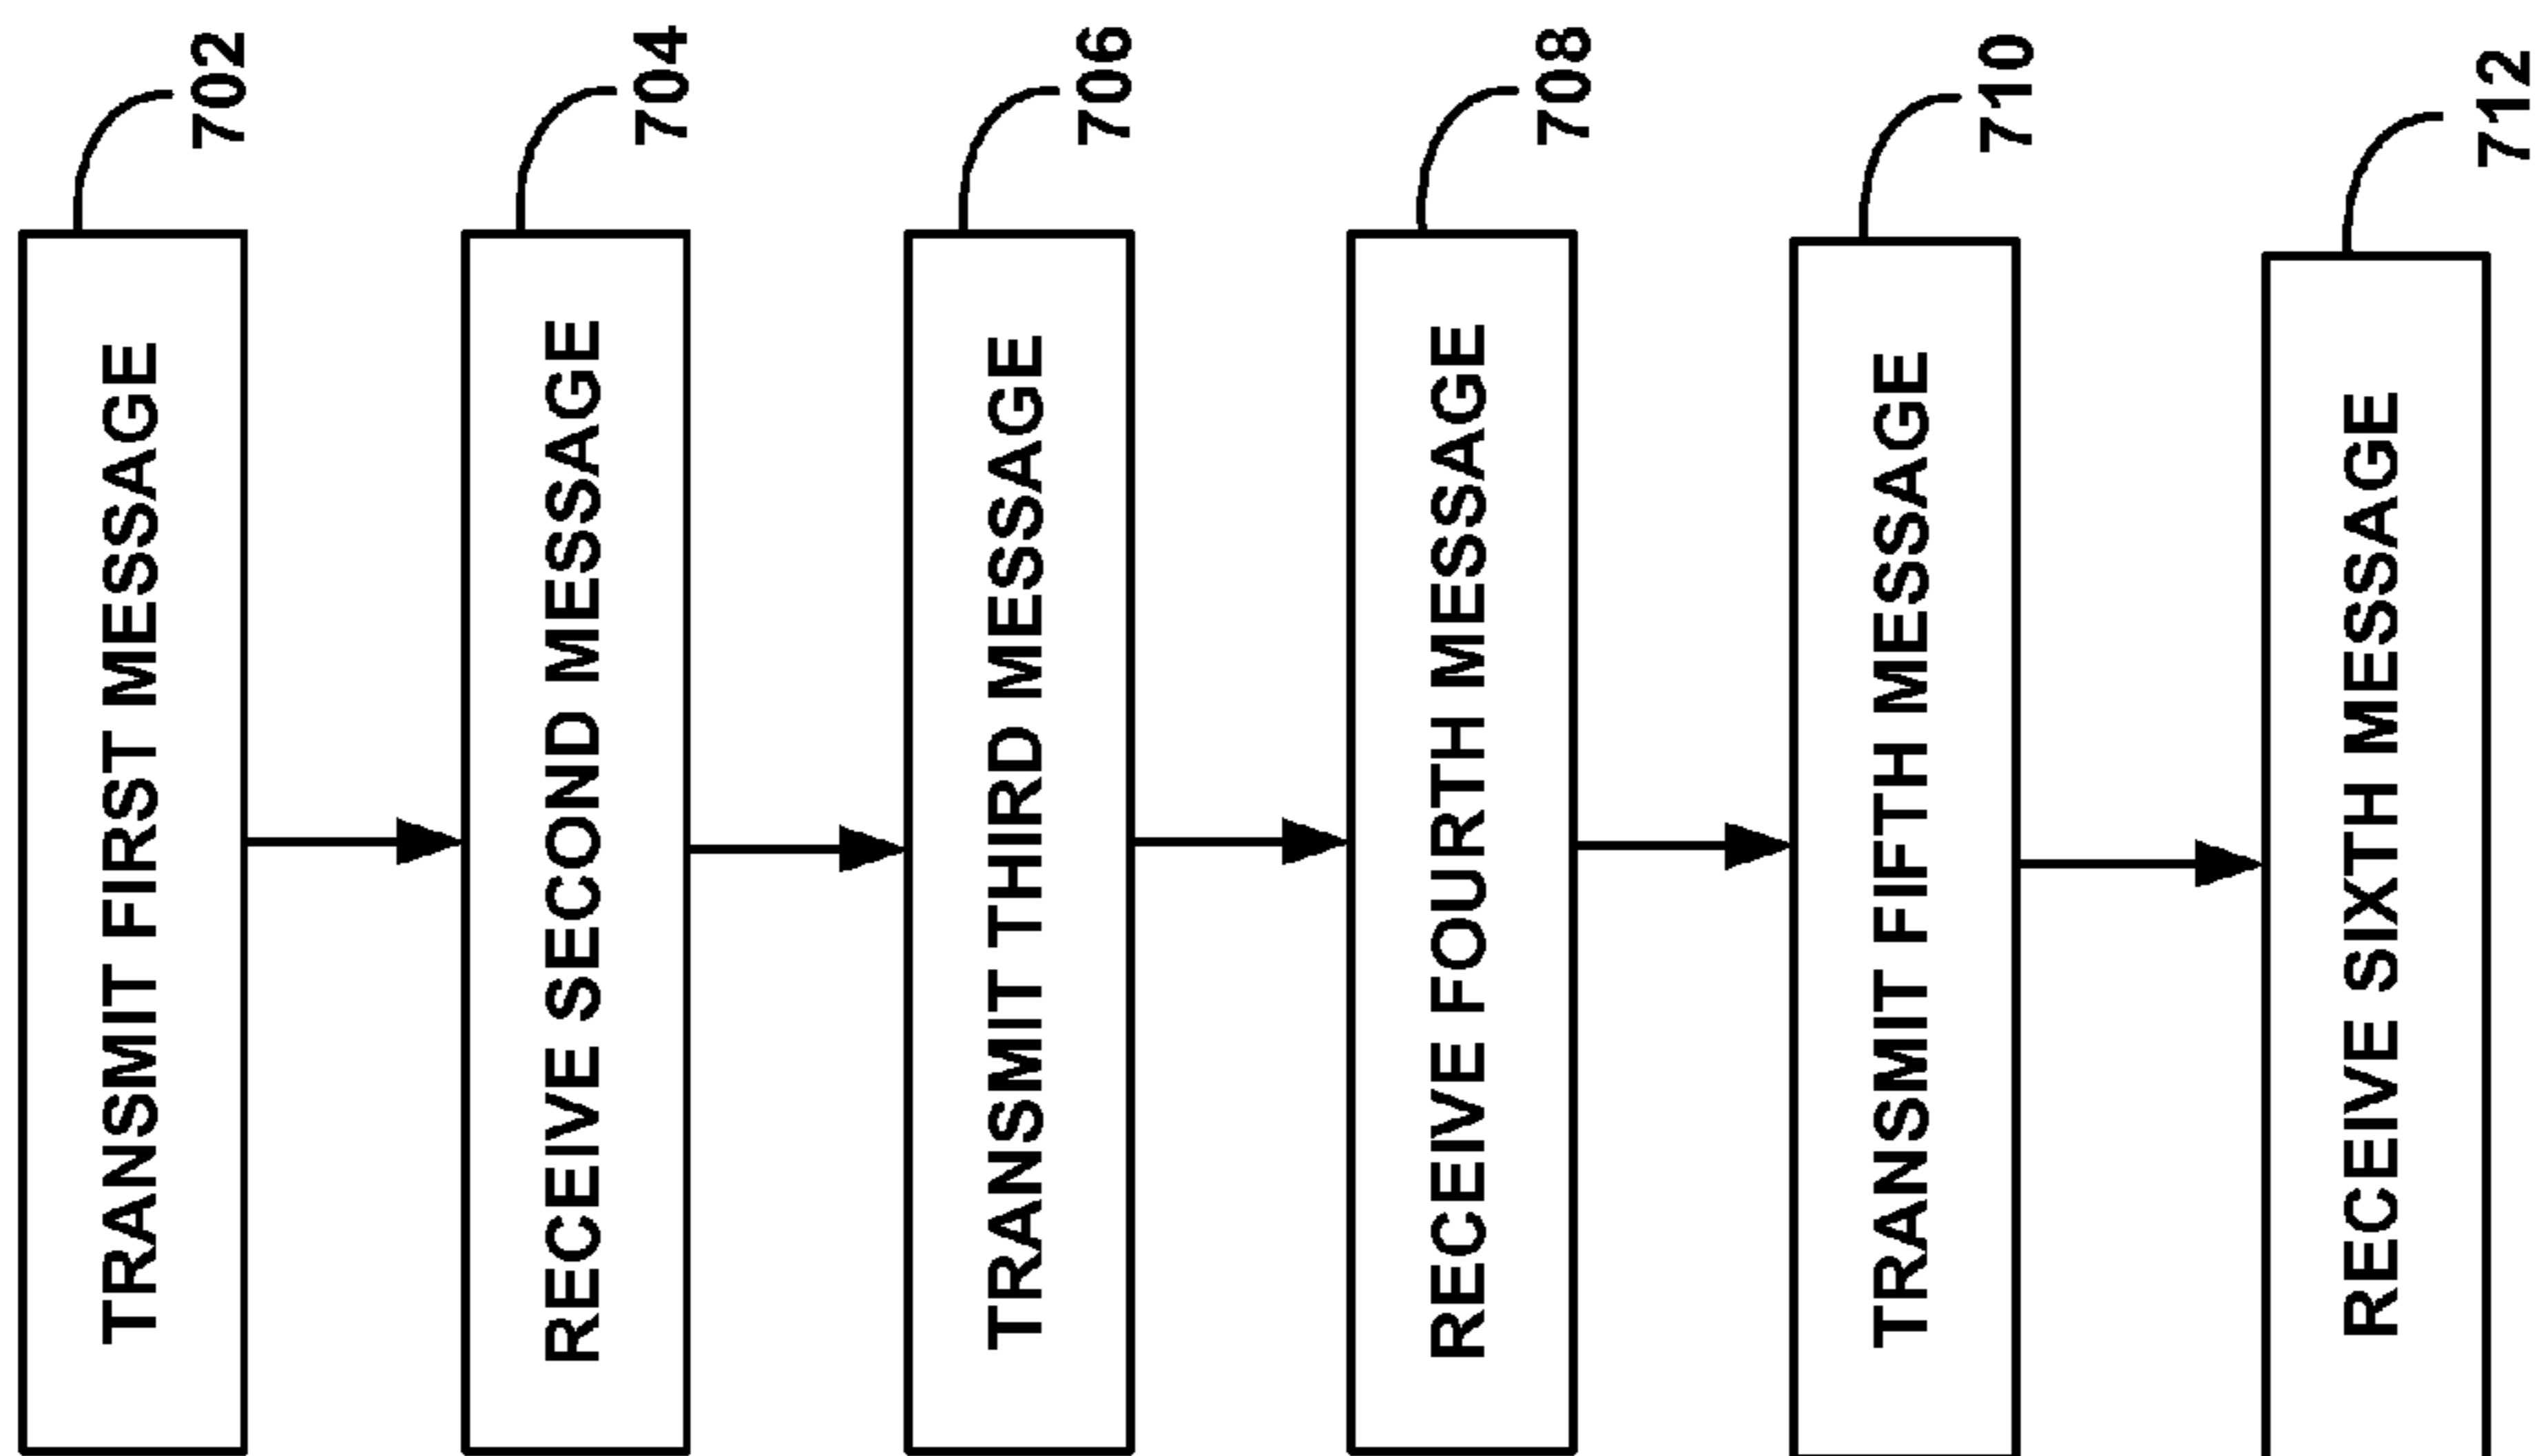 TRANSMIT FIRST MESSAGE
702
RECEIVE SECOND MESSAGE
704
TRANSMIT THIRD MESSAGE
706
RECEIVE FOURTH MESSAGE
708
TRANSMIT FIFTH MESSAGE
710
RECEIVE SIXTH MESSAGE
712